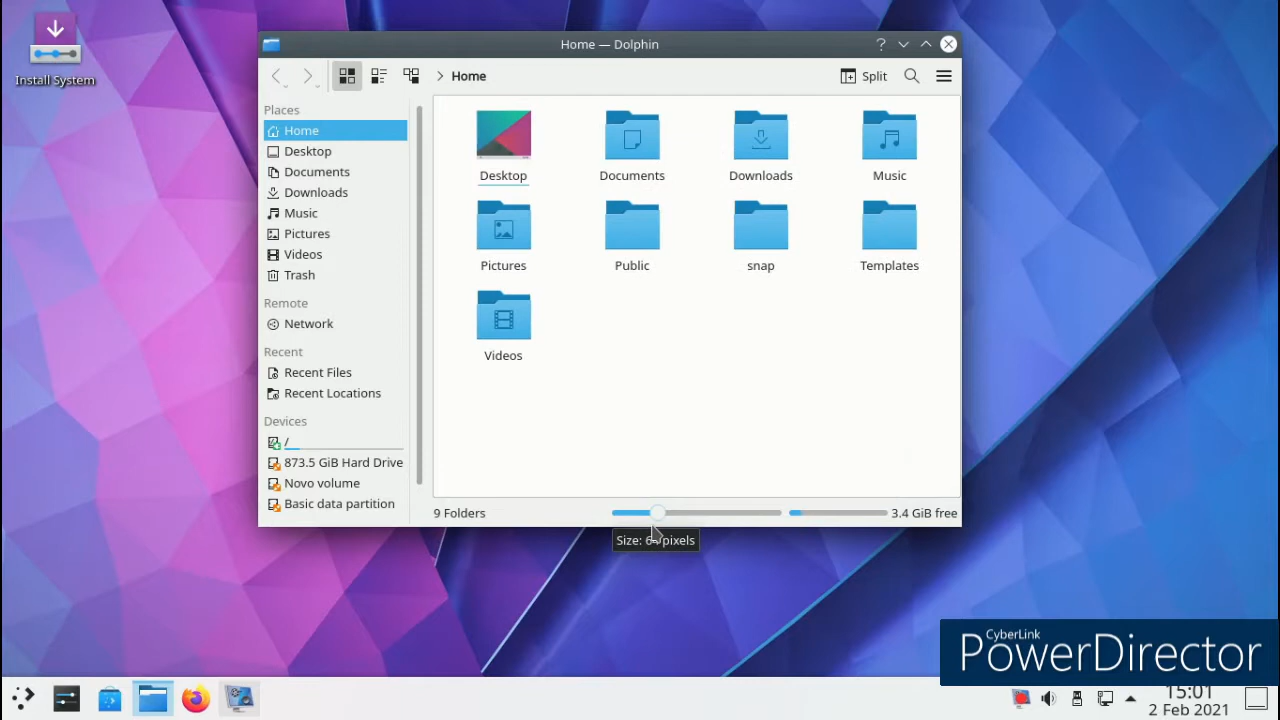 Install System
Home — Dolphin
Home
Split
Places
Home
Desktop
Documents
Downloads
Music
Pictures
Videos
Trash
Remote
Network
Recent
Recent Files
Recent Locations
Devices
/
873.5 GiB Hard Drive
Novo volume
Basic data partition
Desktop
Documents
Downloads
Music
Pictures
Public
snap
Templates
Videos
9 Folders
3.4 GiB free
Size: pixels
CyberLink
PowerDirector
15:01
2 Feb 2021